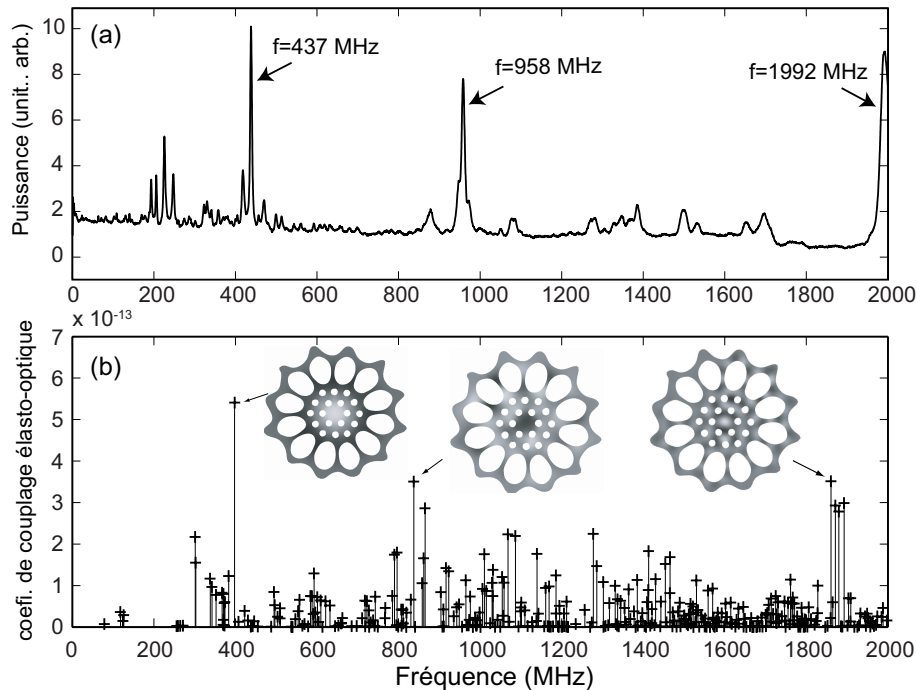 (a)
f=437 MHz
f=958 MHz
f=1992 MHz
Puissance (unit.. arb.)
10
8
6
4
2
0
0 200 400 600 800 1000 1200 1400 1600 1800 2000
x 10⁻¹³
(b)
coefi. de couplage élasto-optique
7
6
5
4
3
2
1
0
0 200 400 600 800 1000 1200 1400 1600 1800 2000
Fréquence (MHz)